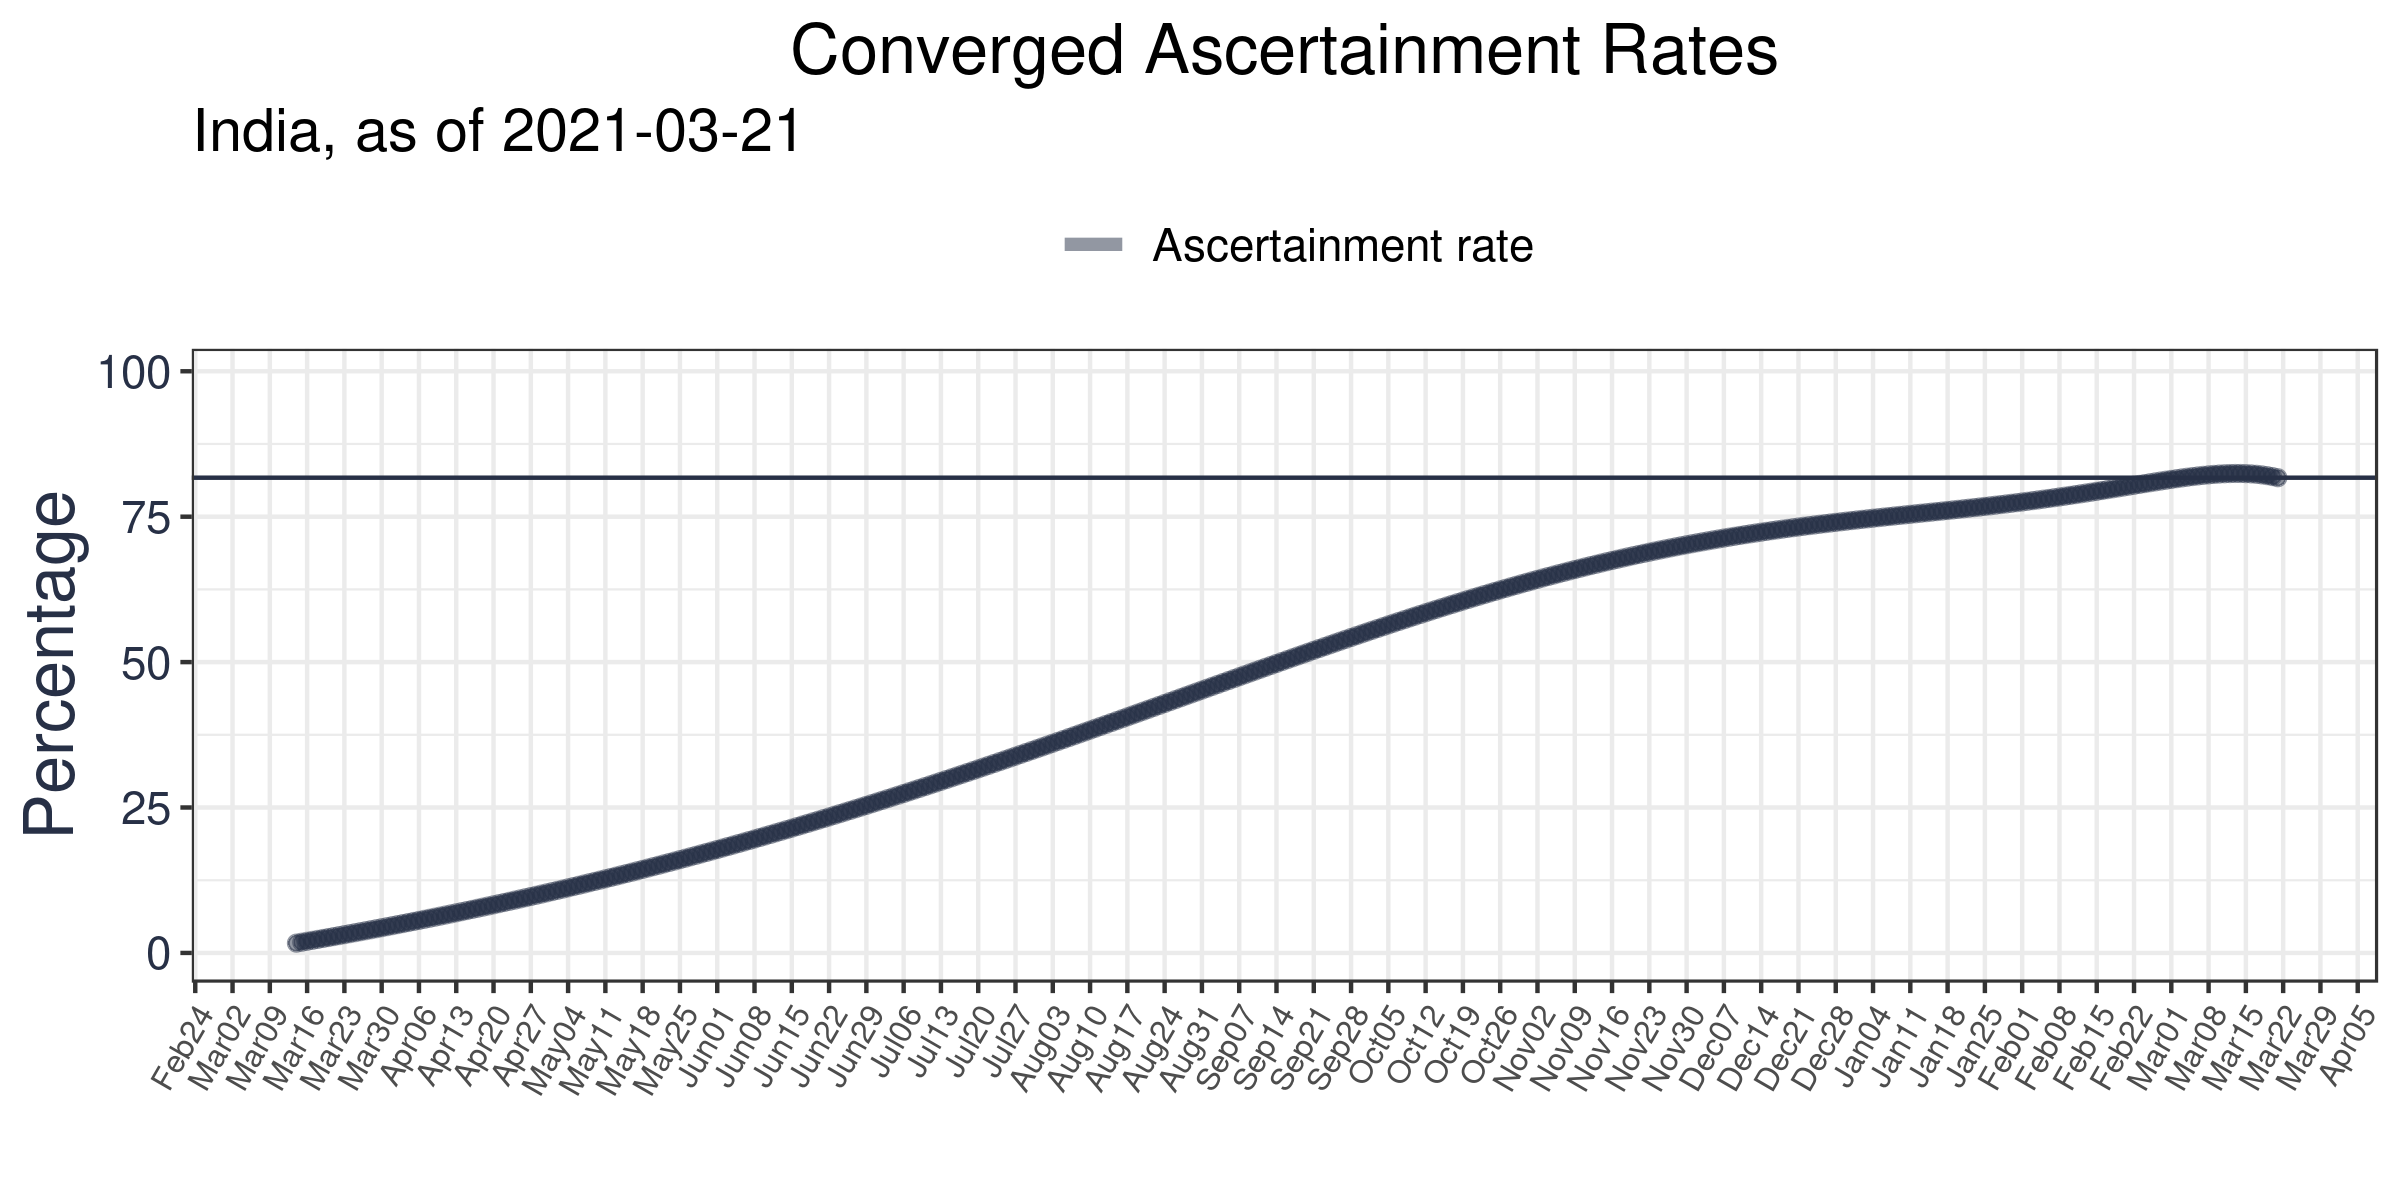 Converged Ascertainment Rates
India, as of 2021-03-21
Ascertainment rate
Percentage
100
75
50
25
0
Feb24 Mar02 Mar09 Mar16 Mar23 Mar30 Apr06 Apr13 Apr20 Apr27 May04 May11 May18 May25 Jun01 Jun08 Jun15 Jun22 Jun29 Jul06 Jul13 Jul20 Jul27 Aug03 Aug10 Aug17 Aug24 Aug31 Sep07 Sep14 Sep21 Sep28 Oct05 Oct12 Oct19 Oct26 Nov02 Nov09 Nov16 Nov23 Nov30 Dec07 Dec14 Dec21 Dec28 Jan04 Jan11 Jan18 Jan25 Feb01 Feb08 Feb15 Feb22 Mar01 Mar08 Mar15 Mar22 Mar29 Apr05